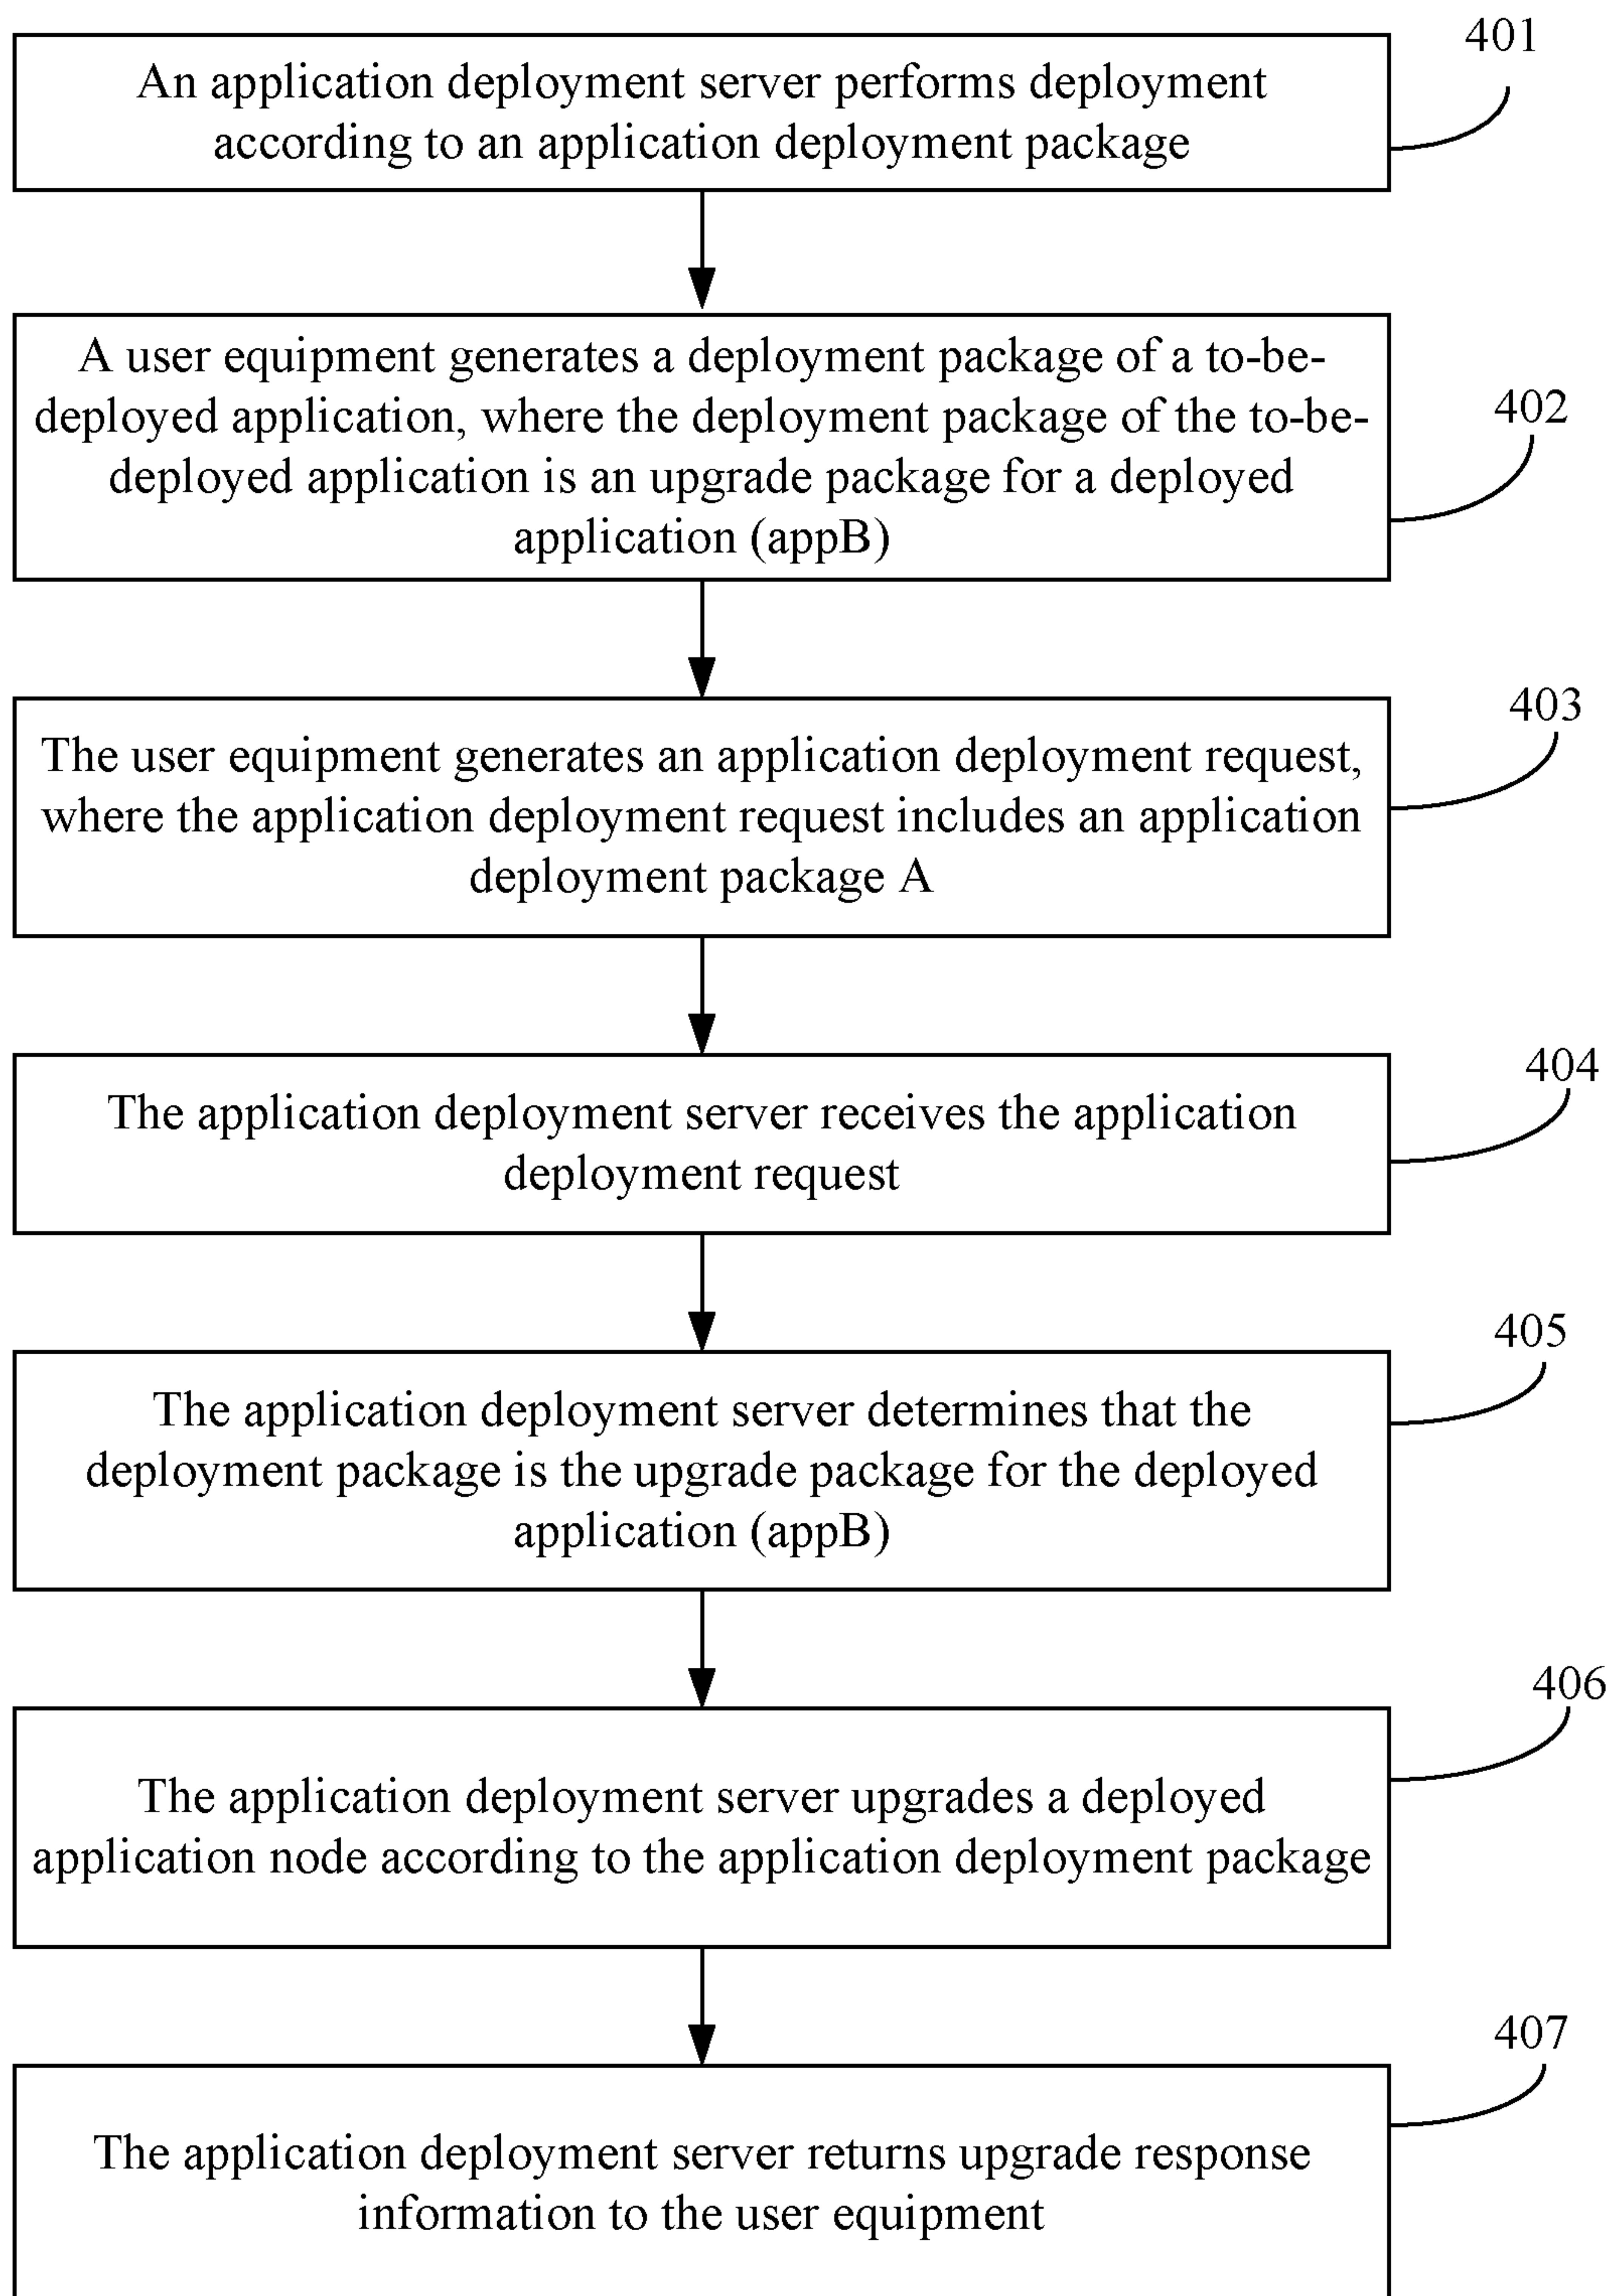 401
An application deployment server performs deployment
according to an application deployment package
A user equipment generates a deployment package of a to-be-
deployed application, where the deployment package of the to-be-
deployed application is an upgrade package for a deployed
application (appB)
402
The user equipment generates an application deployment request,
where the application deployment request includes an application
deployment package A
403
The application deployment server receives the application
deployment request
404
The application deployment server determines that the
deployment package is the upgrade package for the deployed
application (appB)
405
The application deployment server upgrades a deployed
application node according to the application deployment package
406
The application deployment server returns upgrade response
information to the user equipment
407